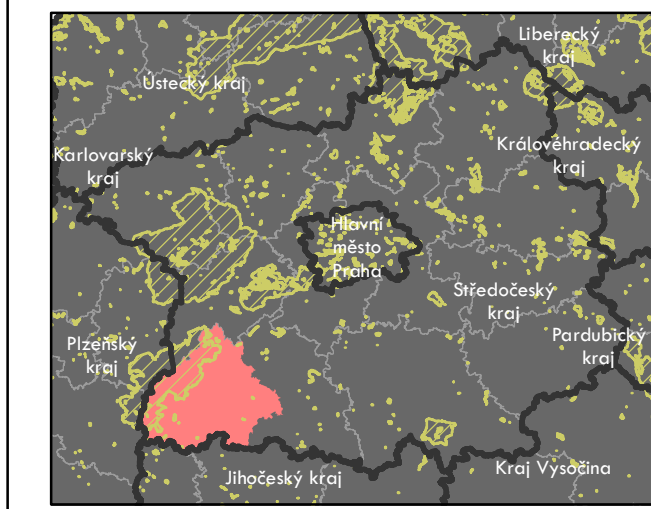 Liberecký
kraj
Ústecký kraj
Karlovarský
kraj
Královéhradecký
kraj
Hlavní
město
Praha
Středočeský
kraj
Pardubický
kraj
Plzeňský
kraj
Jihočeský kraj
Kraj Vysočina